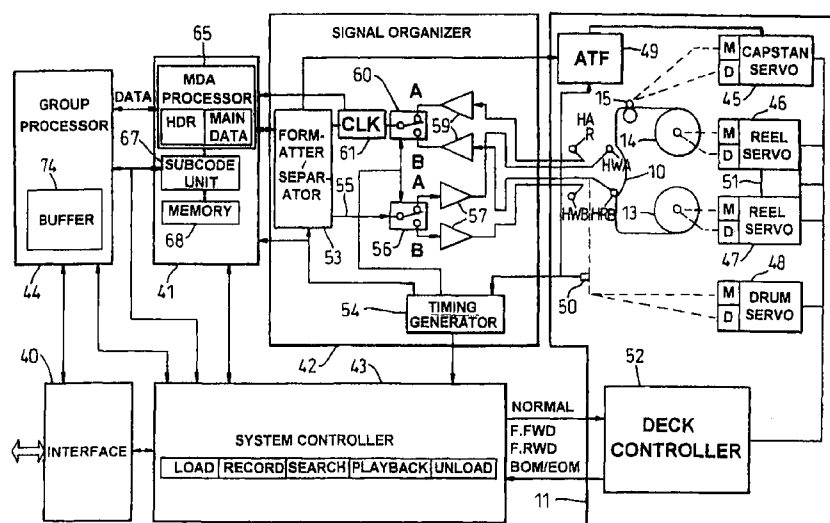 65
MDA
PROCESSOR
HDR
MAIN
DATA
67
SUBCODE
UNIT
MEMORY
68
41
GROUP
PROCESSOR
DATA
74
BUFFER
44
SIGNAL ORGANIZER
60
A
CLK
61
59
FORM-
ATTER
/
SEPAR-
ATOR
53
55
B
A
56
57
B
54
TIMING
GENERATOR
42
ATF
49
15
HA
R
HWA
14
10
HWB
HRB
13
50
M
D
CAPSTAN
SERVO
45
46
M
D
REEL
SERVO
51
M
D
REEL
SERVO
47
48
M
D
DRUM
SERVO
40
INTERFACE
43
SYSTEM CONTROLLER
LOAD RECORD SEARCH PLAYBACK UNLOAD
NORMAL
F.FWD
F.RWD
BOM/EOM
11
52
DECK
CONTROLLER